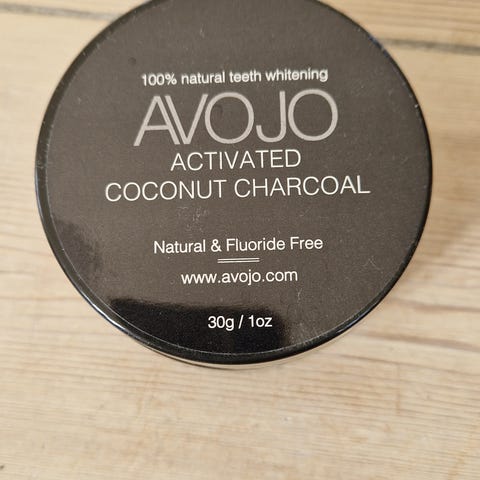 100% natural teeth whitening
AVOJO
ACTIVATED
COCONUT CHARCOAL
Natural & Fluoride Free
www.avojo.com
30g / 1oz